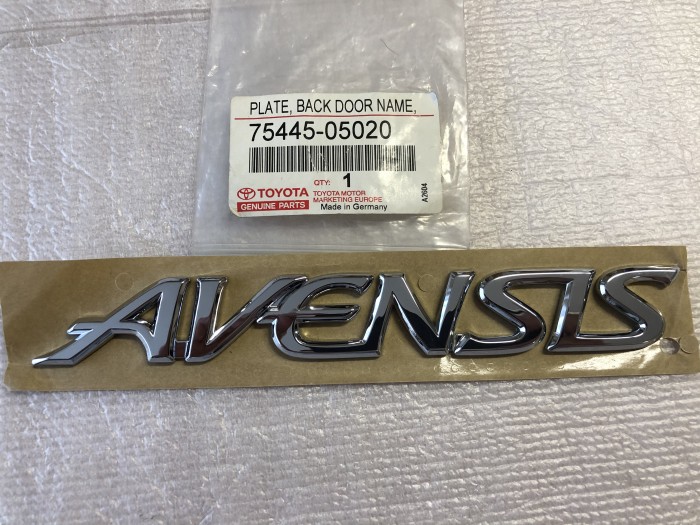 PLATE, BACK DOOR NAME,
75445-05020
QTY: 1
TOYOTA
GENUINE PARTS
TOYOTA MOTOR
MARKETING EUROPE
Made in Germany
A2604
AVENSIS